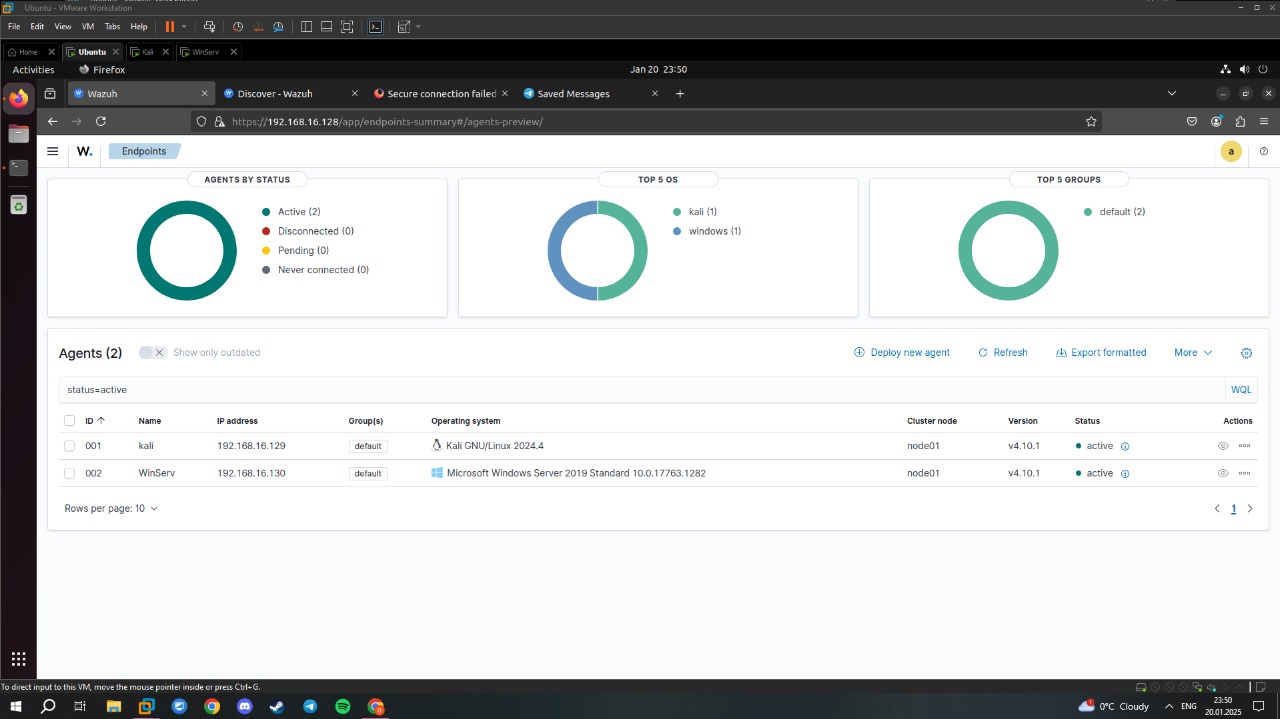 Ubuntu - VMware Workstation
File Edit View VM Tabs Help
Home Ubuntu Kali WinServ
Activities Firefox Jan 20 23:50
Wazuh Discover - Wazuh Secure connection failed Saved Messages
https://192.168.16.128/app/endpoints-summary#/agents-preview/
W. Endpoints a
AGENTS BY STATUS TOP 5 OS TOP 5 GROUPS
Active (2) kali (1) default (2)
Disconnected (0) windows (1)
Pending (0)
Never connected (0)
Agents (2) Show only outdated Deploy new agent Refresh Export formatted More
status=active WQL
ID Name IP address Group(s) Operating system Cluster node Version Status Actions
001 kali 192.168.16.129 default Kali GNU/Linux 2024.4 node01 v4.10.1 active
002 WinServ 192.168.16.130 default Microsoft Windows Server 2019 Standard 10.0.17763.1282 node01 v4.10.1 active
Rows per page: 10 1
To direct input to this VM, move the mouse pointer inside or press Ctrl+G.
0°C Cloudy ENG 23:50
20.01.2025